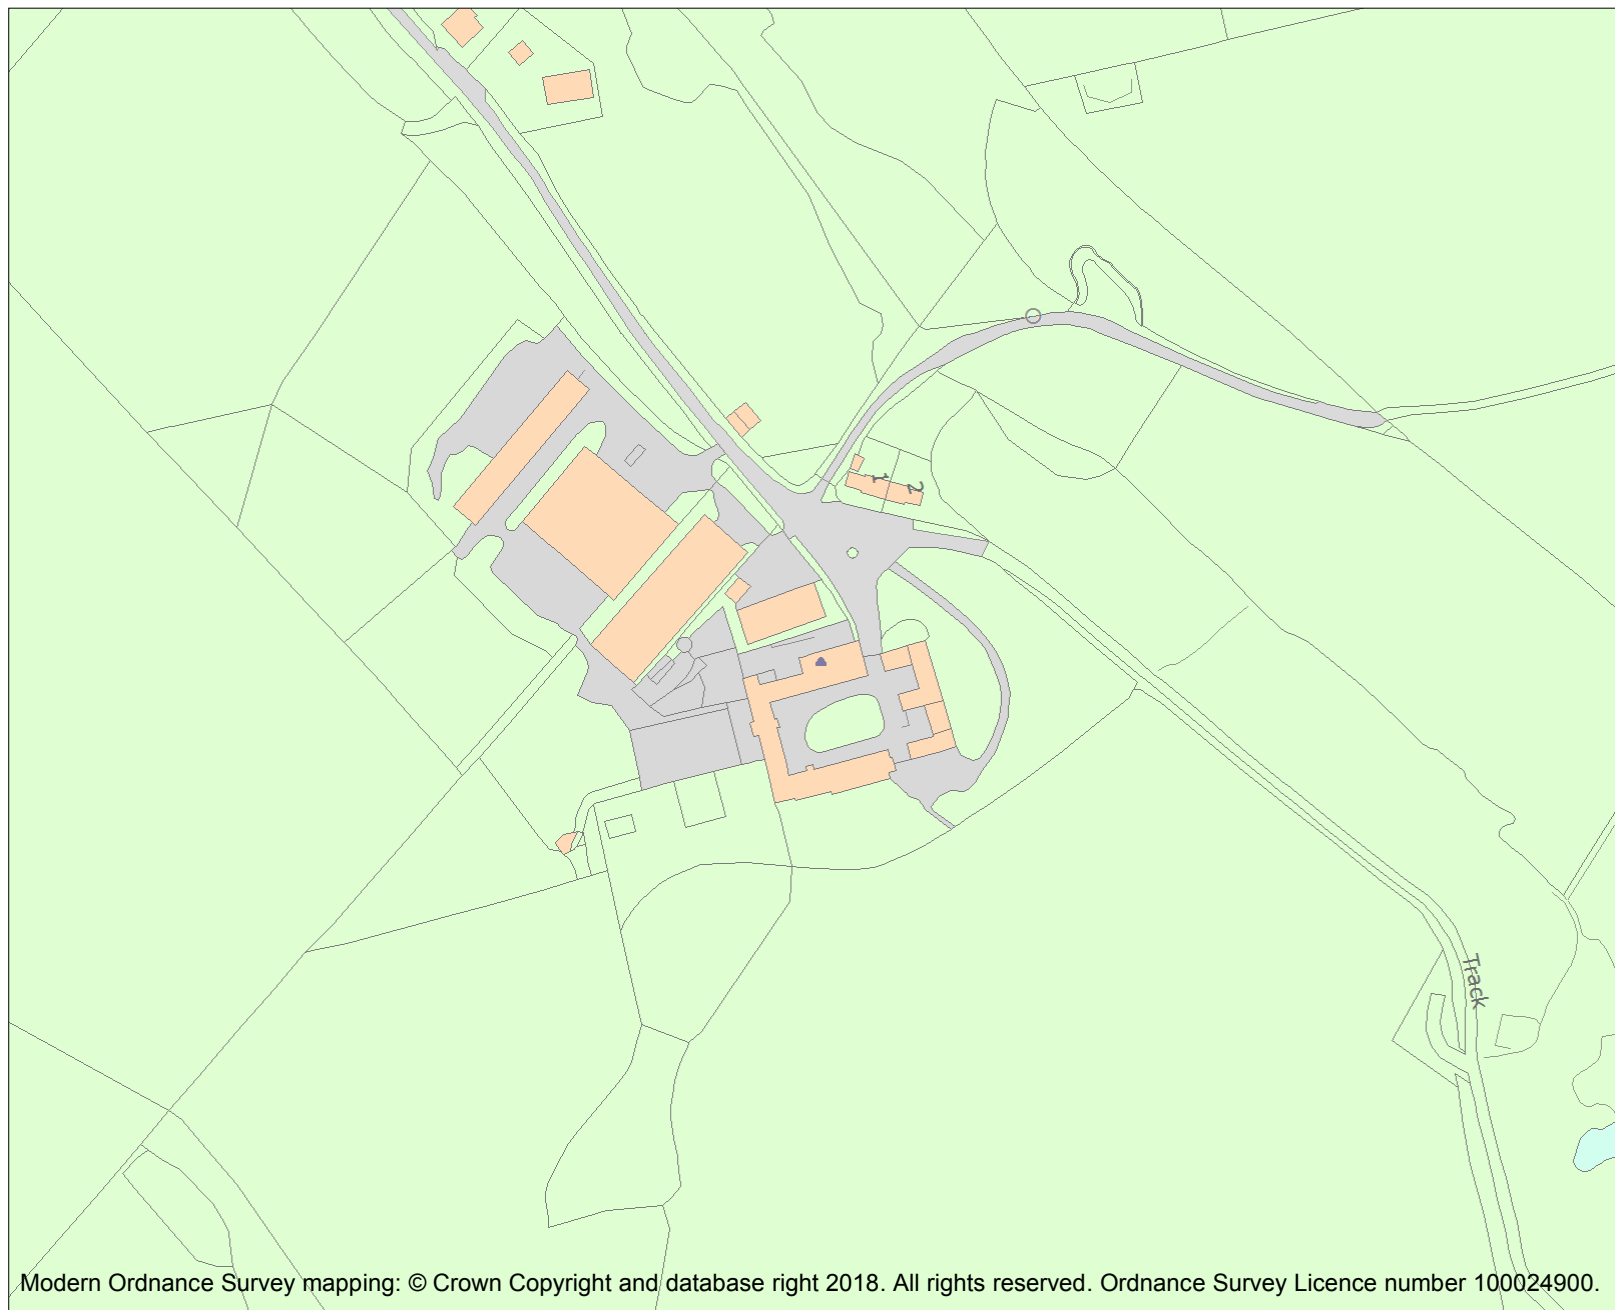 1
2
Track
Modern Ordnance Survey mapping: © Crown Copyright and database right 2018. All rights reserved. Ordnance Survey Licence number 100024900.